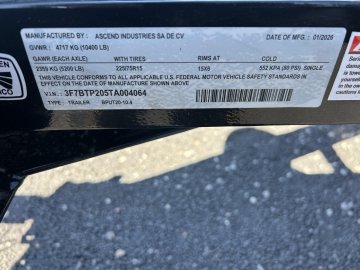 MANUFACTURED BY : ASCEND INDUSTRIES SA DE CV DATE OF MFG. : 01/2026
GVWR : 4717 KG (10400 LB)
GAWR (EACH AXLE) WITH TIRES RIMS AT COLD
2359 KG (5200 LB) 225/75R15 15X6 552 KPA (80 PSI) SINGLE
THIS VEHICLE CONFORMS TO ALL APPLICABLE U.S. FEDERAL MOTOR VEHICLE SAFETY STANDARDS IN
EFFECT ON THE DATE OF MANUFACTURE SHOWN ABOVE.
V.I.N. : 3F7BTP205TA004064
TYPE: TRAILER BPUT20-10.4